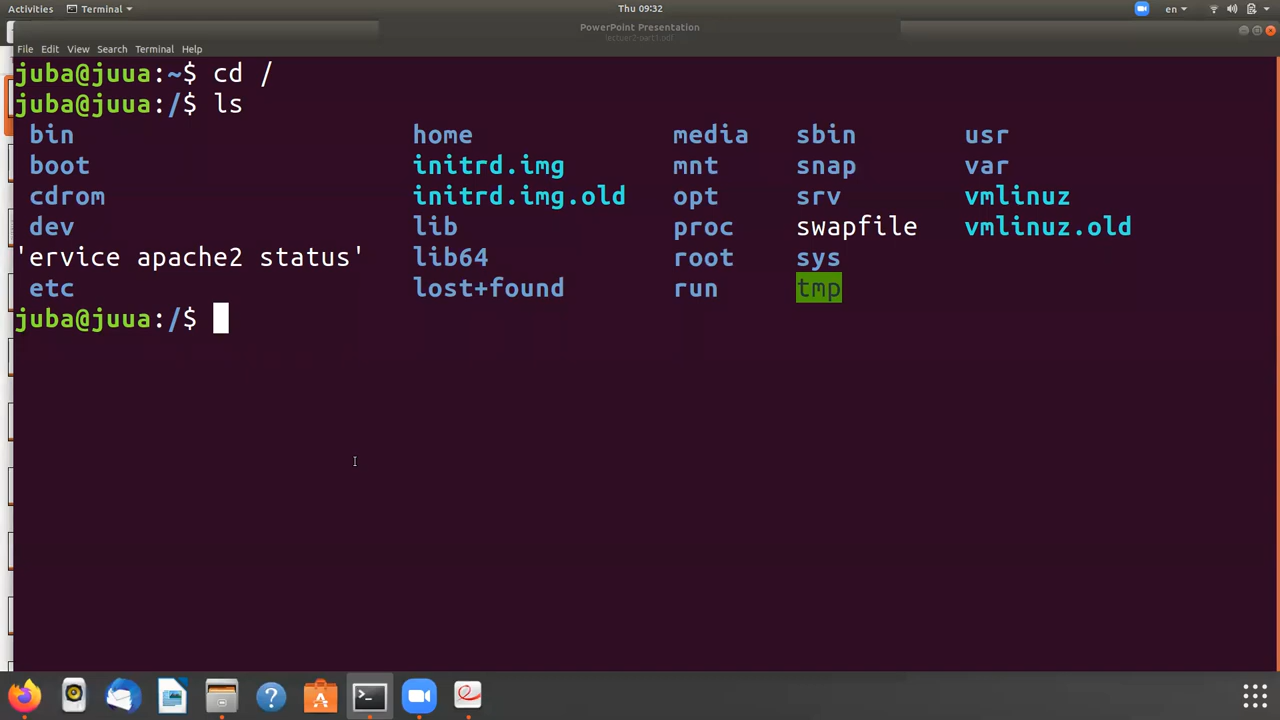 Activities Terminal Thu 09:32 en
PowerPoint Presentation
File Edit View Search Terminal Help
juba@juua:~$ cd /
juba@juua:/$ ls
bin home media sbin usr
boot initrd.img mnt snap var
cdrom initrd.img.old opt srv vmlinuz
dev lib proc swapfile vmlinuz.old
'ervice apache2 status' lib64 root sys
etc lost+found run tmp
juba@juua:/$